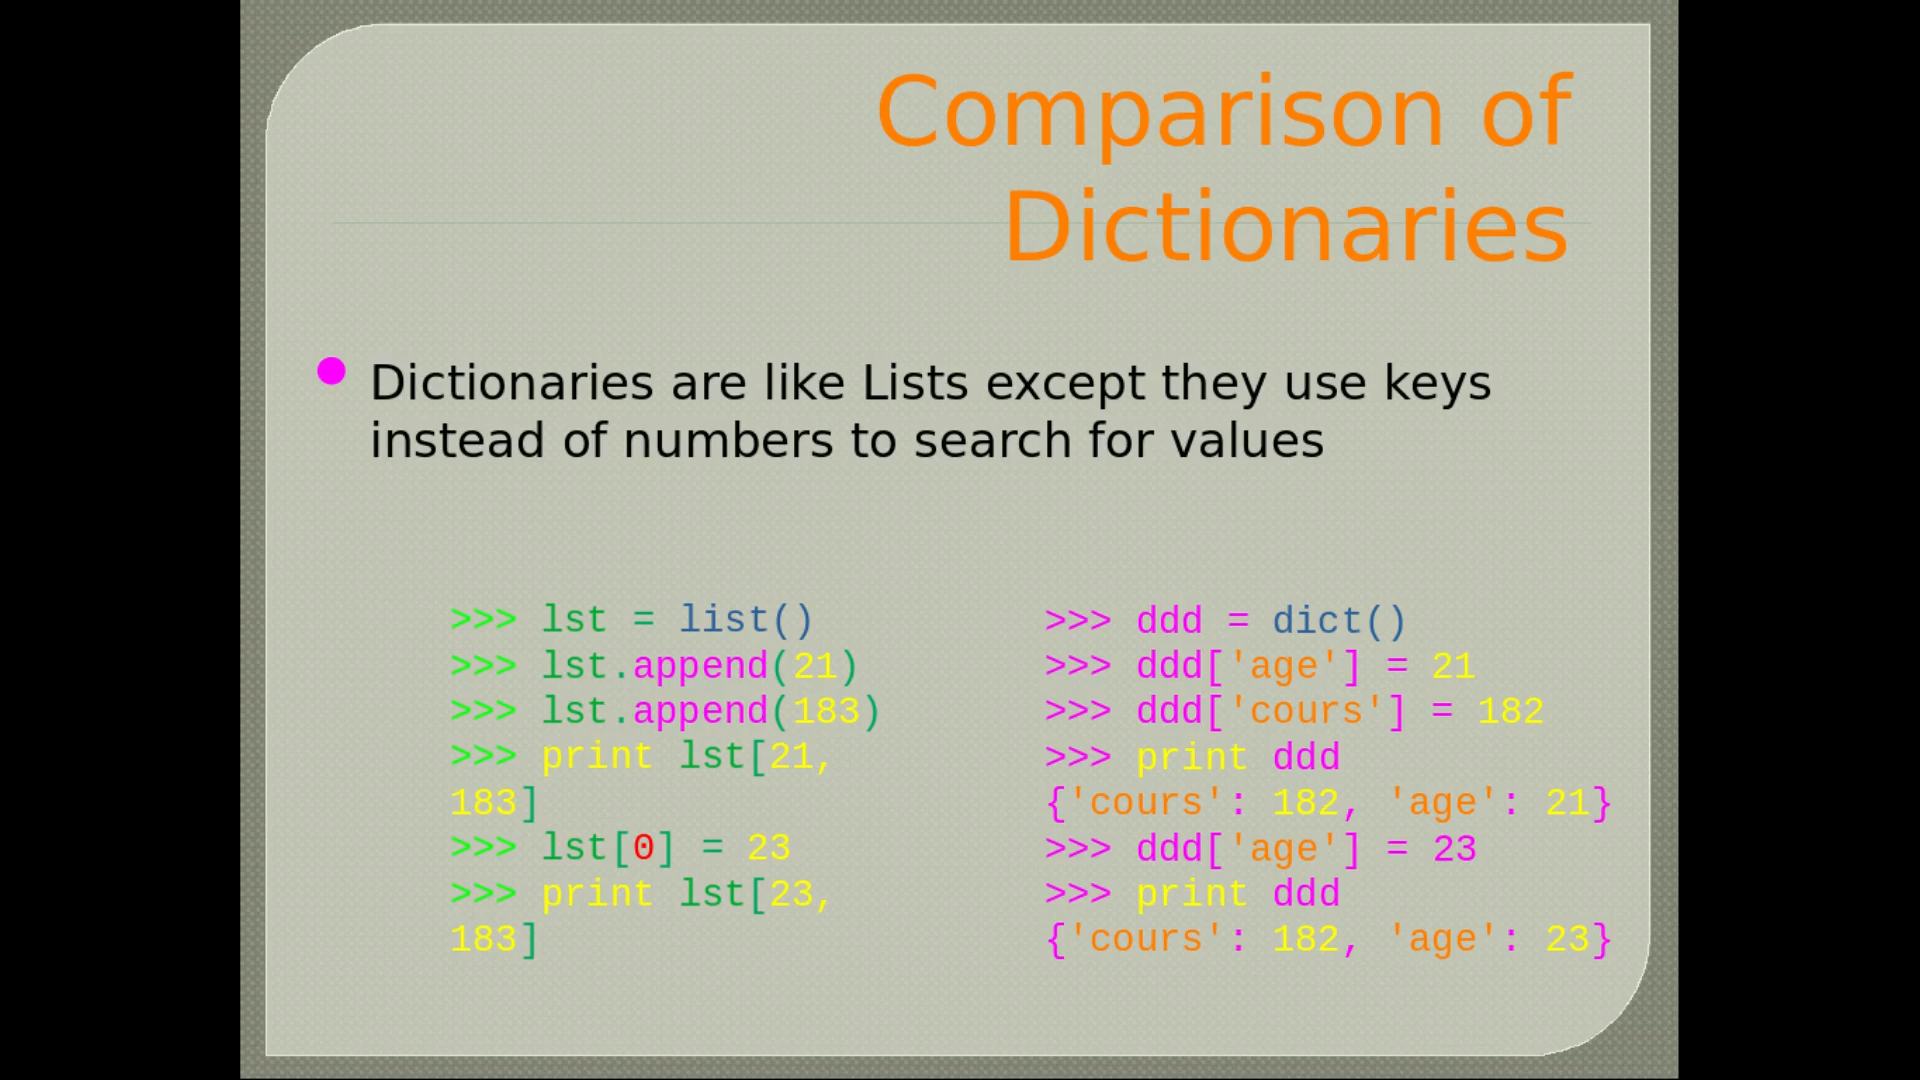 Comparison of
Dictionaries
Dictionaries are like Lists except they use keys
instead of numbers to search for values
>>> lst = list()
>>> lst.append(21)
>>> lst.append(183)
>>> print lst[21,
183]
>>> lst[0] = 23
>>> print lst[23,
183]
>>> ddd = dict()
>>> ddd['age'] = 21
>>> ddd['cours'] = 182
>>> print ddd
{'cours': 182, 'age': 21}
>>> ddd['age'] = 23
>>> print ddd
{'cours': 182, 'age': 23}